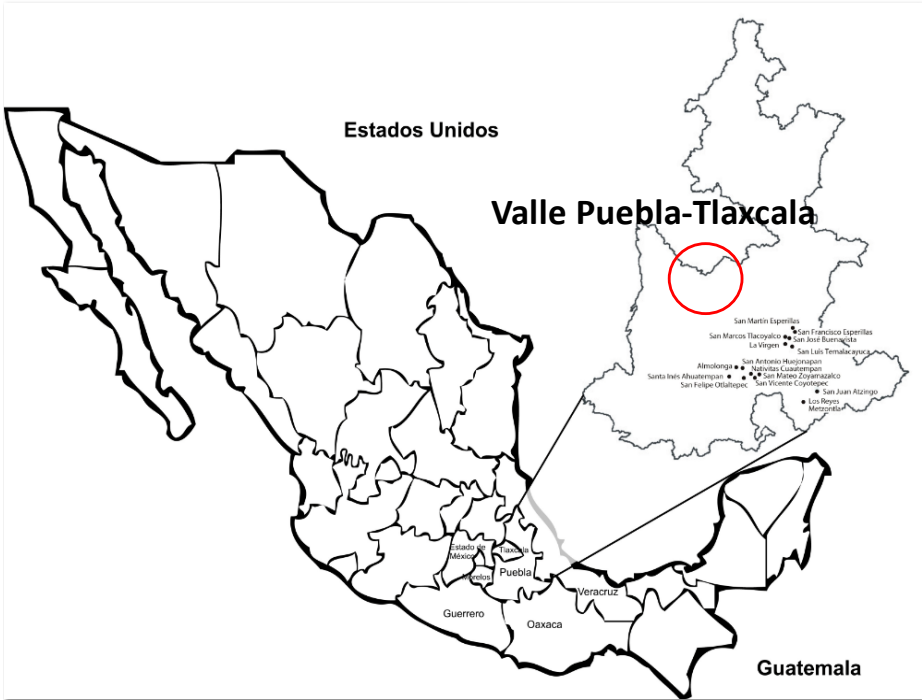 Estados Unidos
Valle Puebla-Tlaxcala
San Martín Esperillas
San Francisco Esperillas
San Marcos Tlacoyalco
San José Buenavista
La Virgen
San Luis Temalacayuca
San Antonio Huejonapan
Almolonga
Nativitas Cuautempan
Santa Inés Ahuatempan
San Mateo Zoyamazalco
San Felipe Otlaltepec
San Vicente Coyotepec
San Juan Atzingo
Los Reyes
Metzontla
Estado de
México
Tlaxcala
Morelos
Puebla
Veracruz
Guerrero
Oaxaca
Guatemala